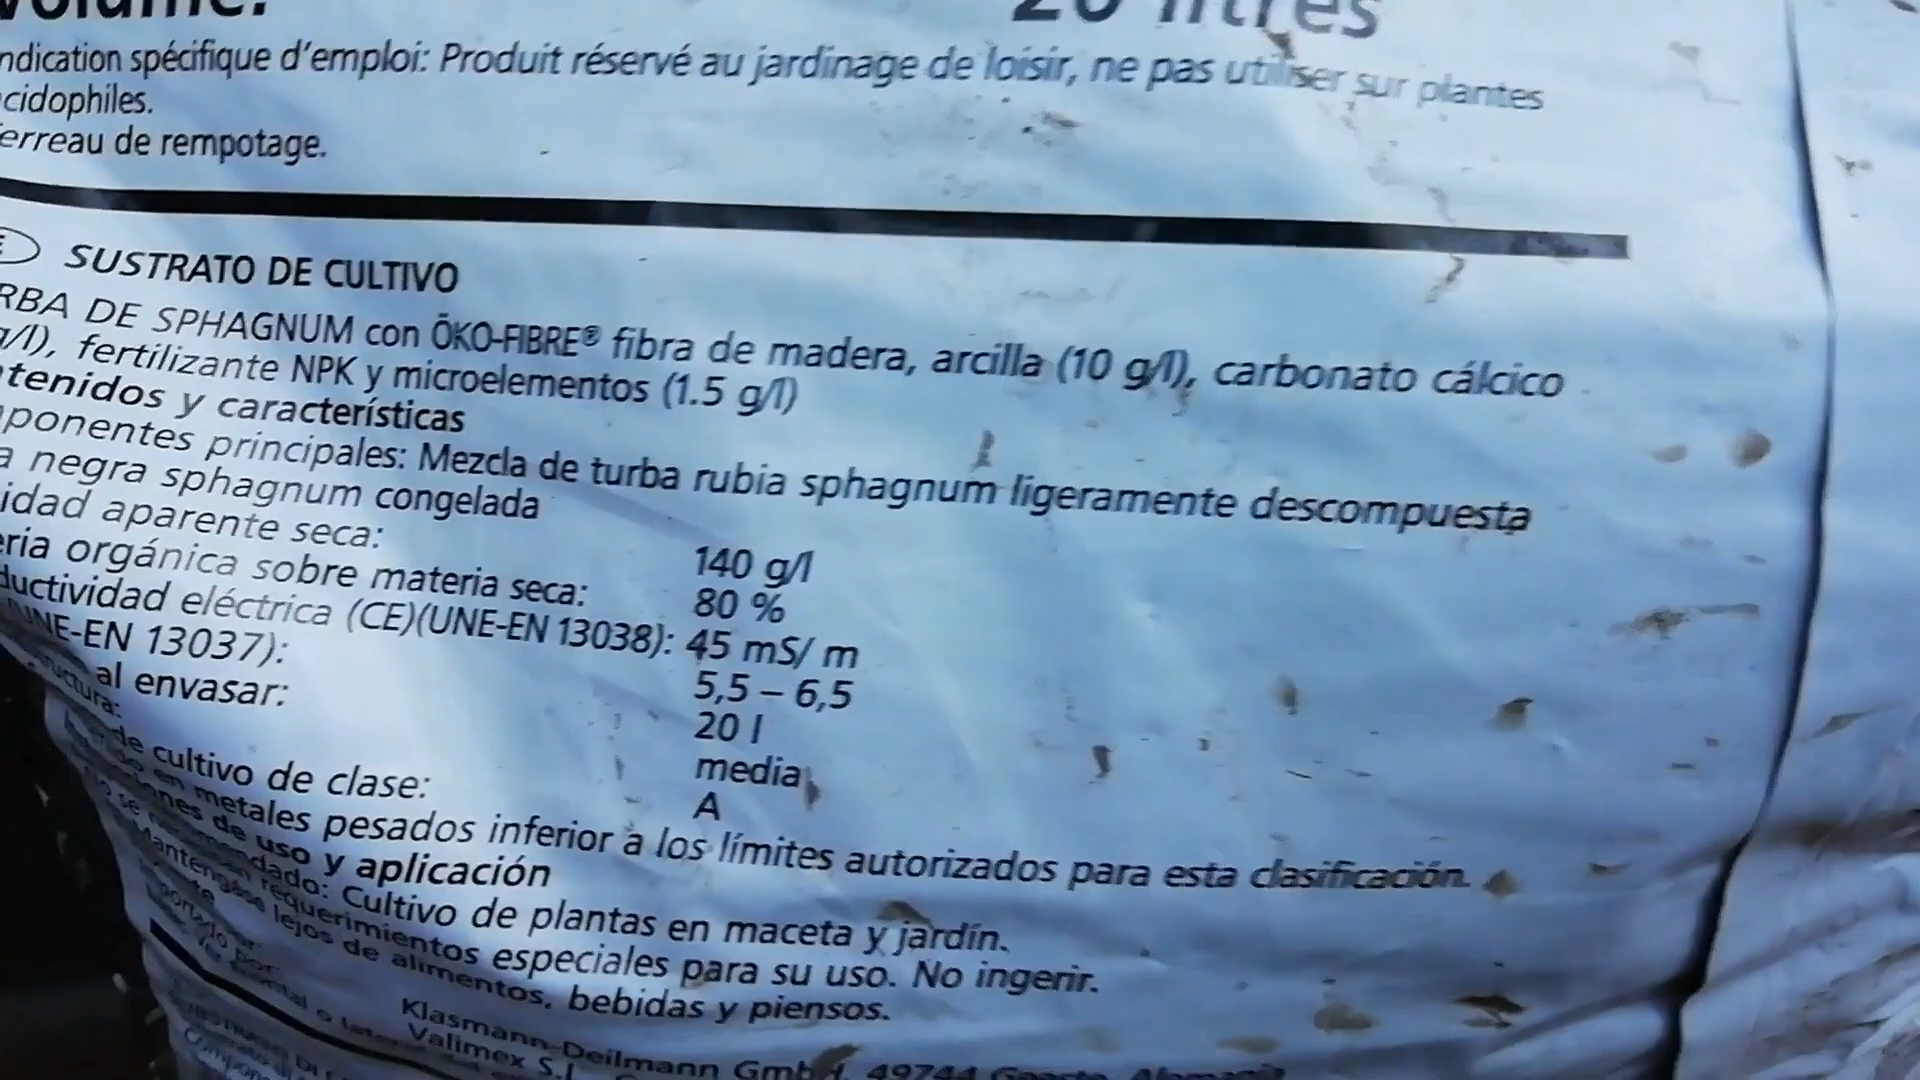 20 litres
ndication spécifique d'emploi: Produit réservé au jardinage de loisir, ne pas utiliser sur plantes
cidophiles.
erreau de rempotage.
SUSTRATO DE CULTIVO
RBA DE SPHAGNUM con ÖKO-FIBRE® fibra de madera, arcilla (10 g/l), carbonato cálcico
g/l), fertilizante NPK y microelementos (1.5 g/l)
tenidos y características
ponentes principales: Mezcla de turba rubia sphagnum ligeramente descompuesta
a negra sphagnum congelada
idad aparente seca: 140 g/l
eria orgánica sobre materia seca: 80 %
ductividad eléctrica (CE)(UNE-EN 13038): 45 mS/ m
UNE-EN 13037): 5,5 – 6,5
al envasar: 20 l
uctura: media
de cultivo de clase: A
en metales pesados inferior a los límites autorizados para esta clasificación.
de uso y aplicación
dado: Cultivo de plantas en maceta y jardín.
requerimientos especiales para su uso. No ingerir.
Manténgase lejos de alimentos, bebidas y piensos.
Klasmann-Deilmann GmbH, 49744
Valimex S.L